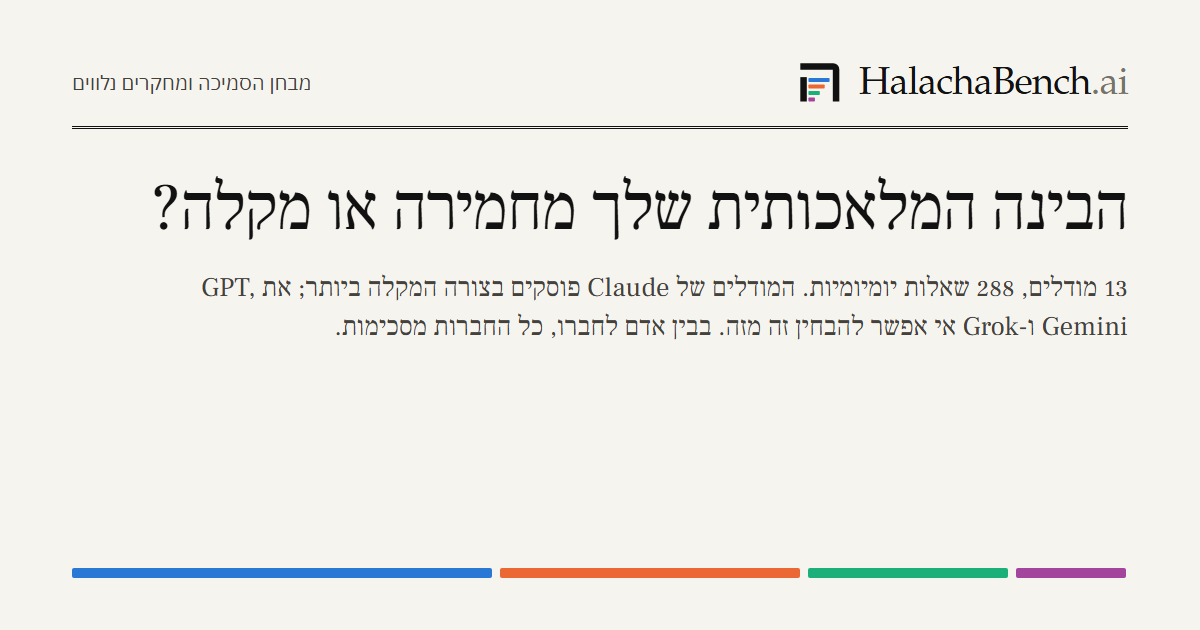 HalachaBench.ai
מבחן הסמיכה ומחקרים נלווים
הבינה המלאכותית שלך מחמירה או מקלה?
13 מודלים, 288 שאלות יומיומיות. המודלים של Claude פוסקים בצורה המקלה ביותר; את GPT,
Gemini ו-Grok אי אפשר להבחין זה מזה. בבין אדם לחברו, כל החברות מסכימות.